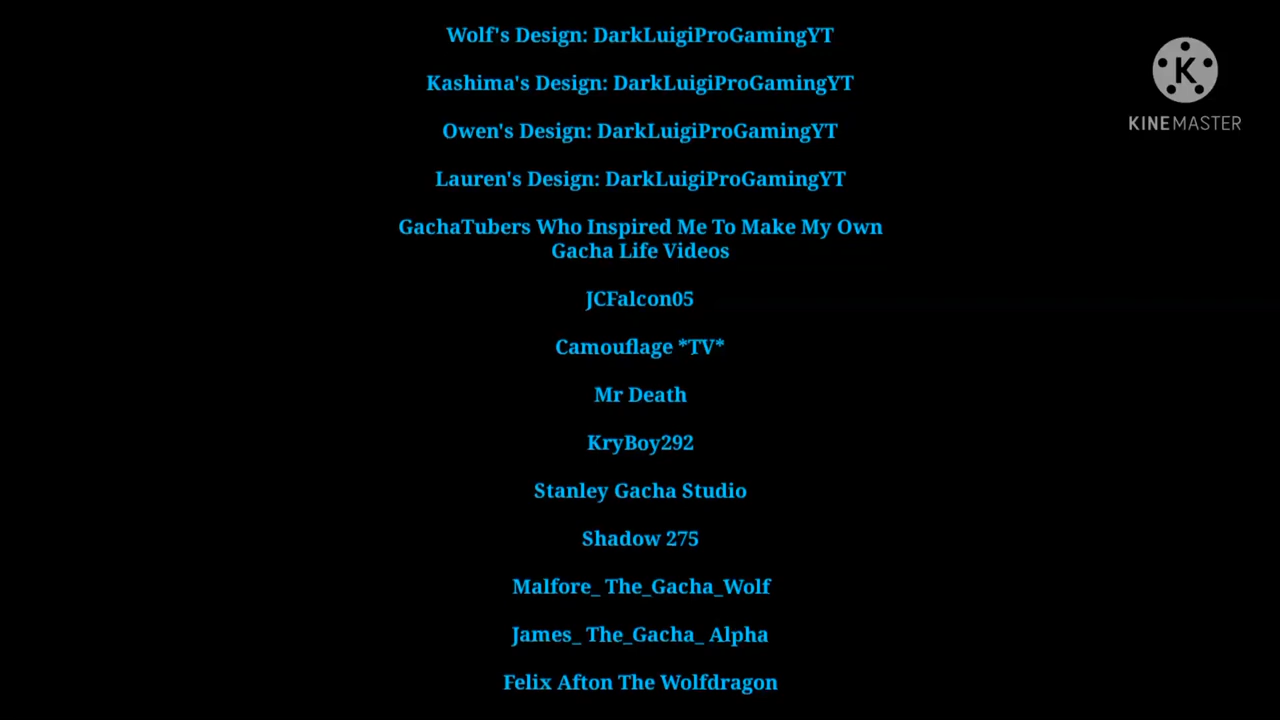 Wolf's Design: DarkLuigiProGamingYT
Kashima's Design: DarkLuigiProGamingYT
Owen's Design: DarkLuigiProGamingYT
Lauren's Design: DarkLuigiProGamingYT
GachaTubers Who Inspired Me To Make My Own
Gacha Life Videos
JCFalcon05
Camouflage *TV*
Mr Death
KryBoy292
Stanley Gacha Studio
Shadow 275
Malfore_ The_Gacha_Wolf
James_ The_Gacha_ Alpha
Felix Afton The Wolfdragon
K
KINEMASTER